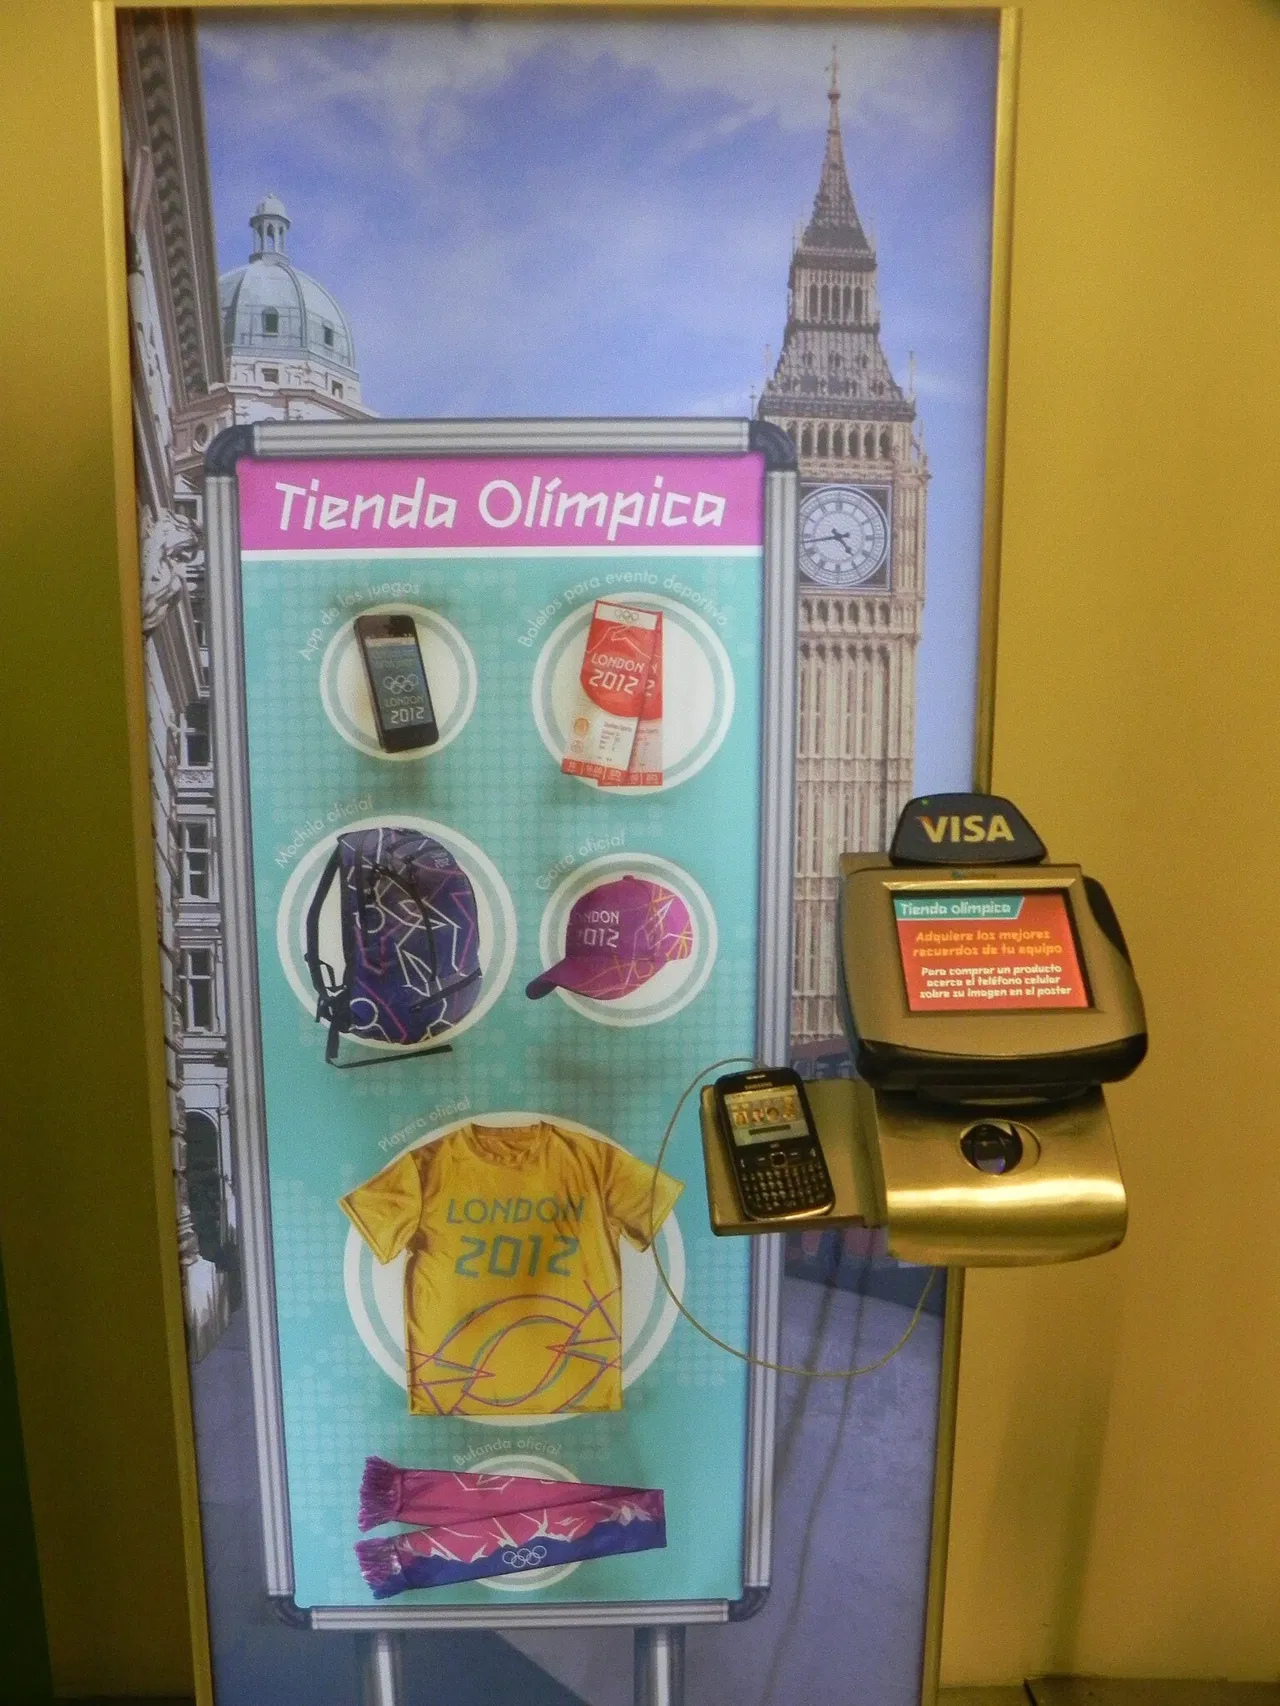 Tienda Olímpica
App de los juegos
Baletos para evento deportivo
LONDON
2012
LONDON
2012
Mochila oficial
Gorra oficial
LONDON
2012
Playera oficial
LONDON
2012
Bufanda oficial
VISA
Tienda olímpica
Adquiere los mejores
recuerdos de tu equipo
Para comprar un producto
acerca el teléfono celular
sobre su imagen en el poster
SAMSUNG